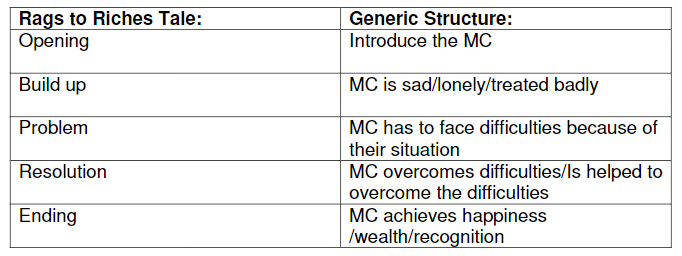 Rags to Riches Tale: Generic Structure:
Opening Introduce the MC
Build up MC is sad/lonely/treated badly
Problem MC has to face difficulties because of
their situation
Resolution MC overcomes difficulties/Is helped to
overcome the difficulties
Ending MC achieves happiness
/wealth/recognition